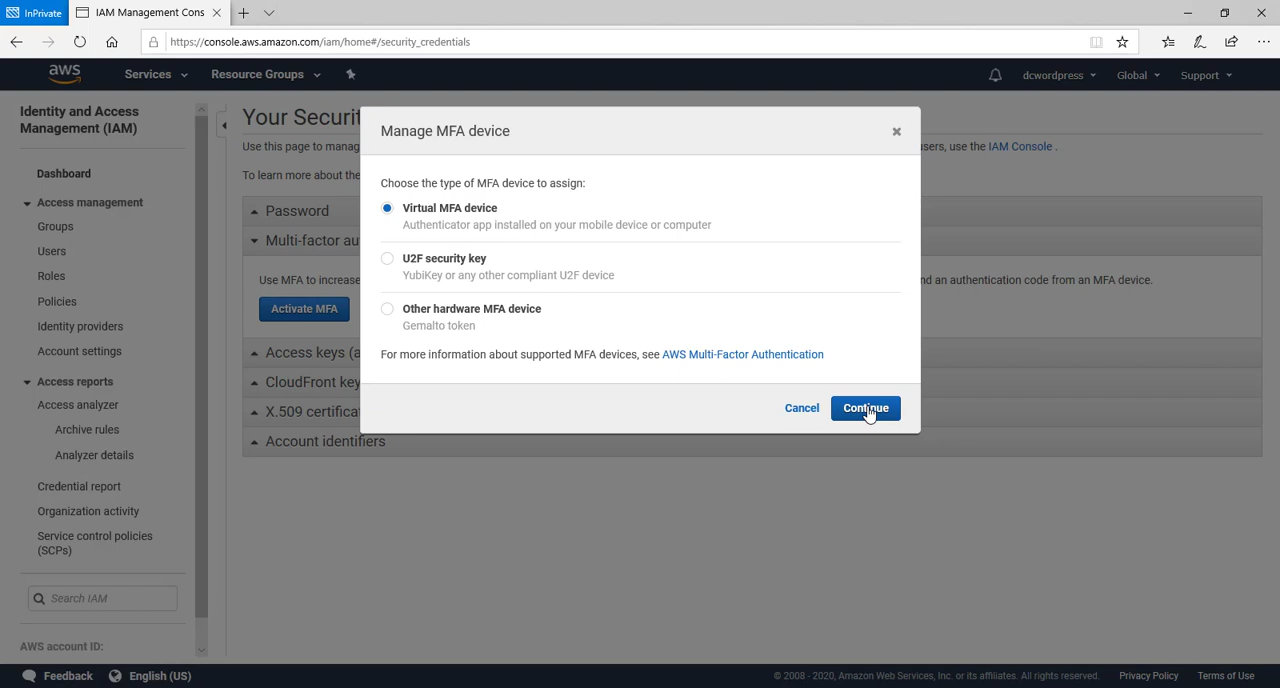 InPrivate
IAM Management Cons
https://console.aws.amazon.com/iam/home#/security_credentials
aws
Services
Resource Groups
dcwordpress
Global
Support
Identity and Access
Management (IAM)
Dashboard
Access management
Groups
Users
Roles
Policies
Identity providers
Account settings
Access reports
Access analyzer
Archive rules
Analyzer details
Credential report
Organization activity
Service control policies
(SCPs)
Search IAM
AWS account ID:
Your Securit
Use this page to manag
users, use the IAM Console .
To learn more about the
Password
Multi-factor au
Use MFA to increase
nd an authentication code from an MFA device.
Activate MFA
Access keys (a
CloudFront key
X.509 certificat
Account identifiers
Manage MFA device
Choose the type of MFA device to assign:
Virtual MFA device
Authenticator app installed on your mobile device or computer
U2F security key
YubiKey or any other compliant U2F device
Other hardware MFA device
Gemalto token
For more information about supported MFA devices, see AWS Multi-Factor Authentication
Cancel
Continue
Feedback
English (US)
© 2008 - 2020, Amazon Web Services, Inc. or its affiliates. All rights reserved.
Privacy Policy
Terms of Use